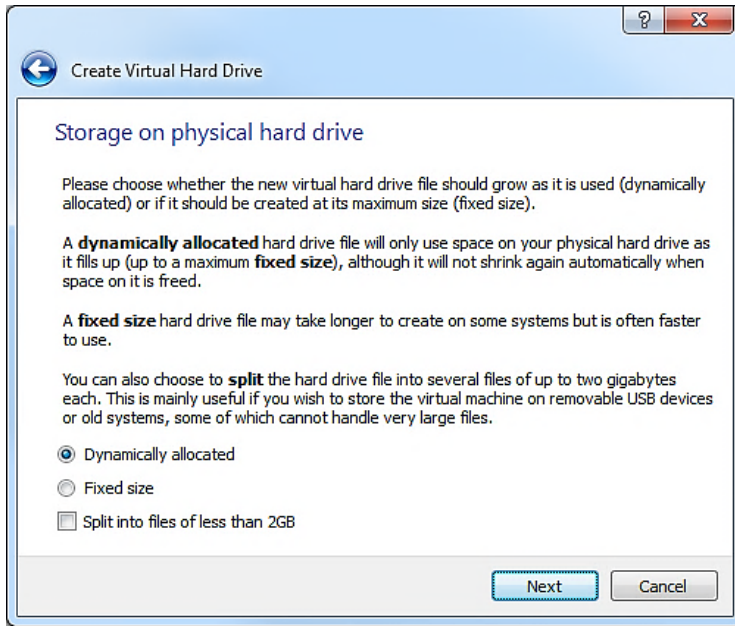 Create Virtual Hard Drive
Storage on physical hard drive
Please choose whether the new virtual hard drive file should grow as it is used (dynamically
allocated) or if it should be created at its maximum size (fixed size).
A dynamically allocated hard drive file will only use space on your physical hard drive as
it fills up (up to a maximum fixed size), although it will not shrink again automatically when
space on it is freed.
A fixed size hard drive file may take longer to create on some systems but is often faster
to use.
You can also choose to split the hard drive file into several files of up to two gigabytes
each. This is mainly useful if you wish to store the virtual machine on removable USB devices
or old systems, some of which cannot handle very large files.
Dynamically allocated
Fixed size
Split into files of less than 2GB
Next Cancel